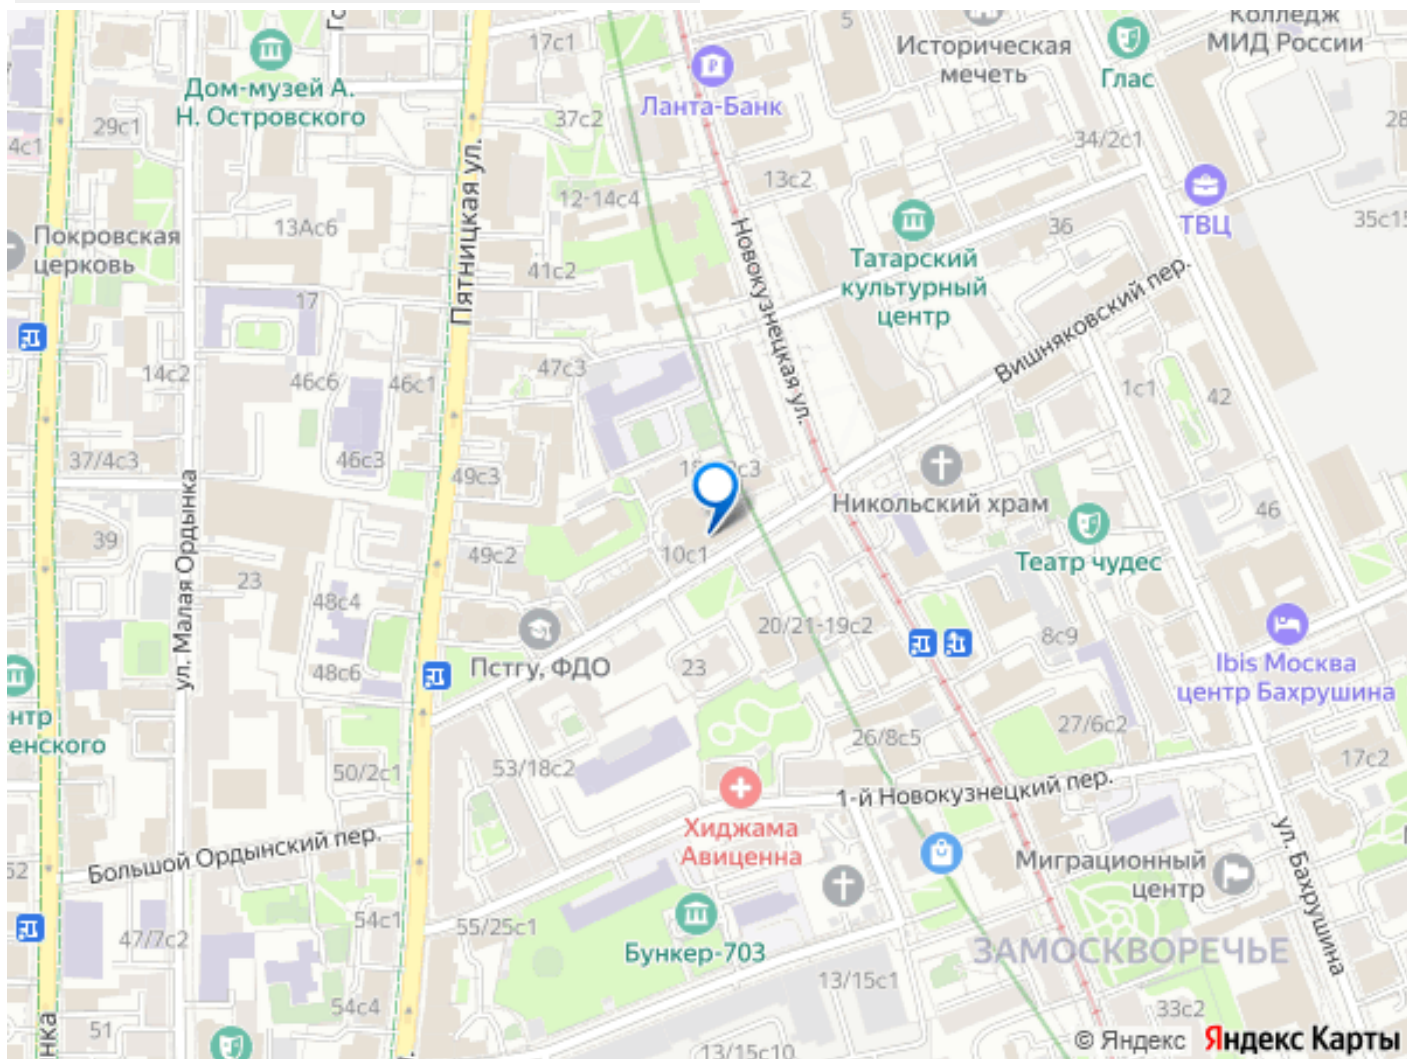 17с1
5
Историческая
мечеть
Колледж
МИД России
Глас
Дом-музей А.
Н. Островского
Ланта-Банк
29с1
4с1
37с2
28
34/2с1
13с2
12-14с4
ТВЦ
35с15
36
13Ас6
Покровская
церковь
Пятницкая ул.
41с2
Новокузнецкая ул.
Татарский
культурный
центр
Вишняковский пер.
17
14с2
46с6
46с1
47с3
1с1
42
37/4с3
46с3
49с3
Никольский храм
ул. Малая Ордынка
46
39
49с2
10с1
Театр чудес
23
48с4
20/21-19с2
8с9
48с6
Пстгу, ФДО
23
Ibis Москва
центр Бахрушина
нтр
енского
26/8с5
27/6с2
17с2
50/2с1
53/18с2
1-й Новокузнецкий пер.
Хиджама
Авиценна
Большой Ордынский пер.
52
Миграционный
центр
ул. Бахрушина
54с1
55/25с1
47/7с2
Бункер-703
ЗАМОСКВОРЕЧЬЕ
13/15с1
54с4
33с2
51
нка
13/15с10
© Яндекс
Яндекс Карты